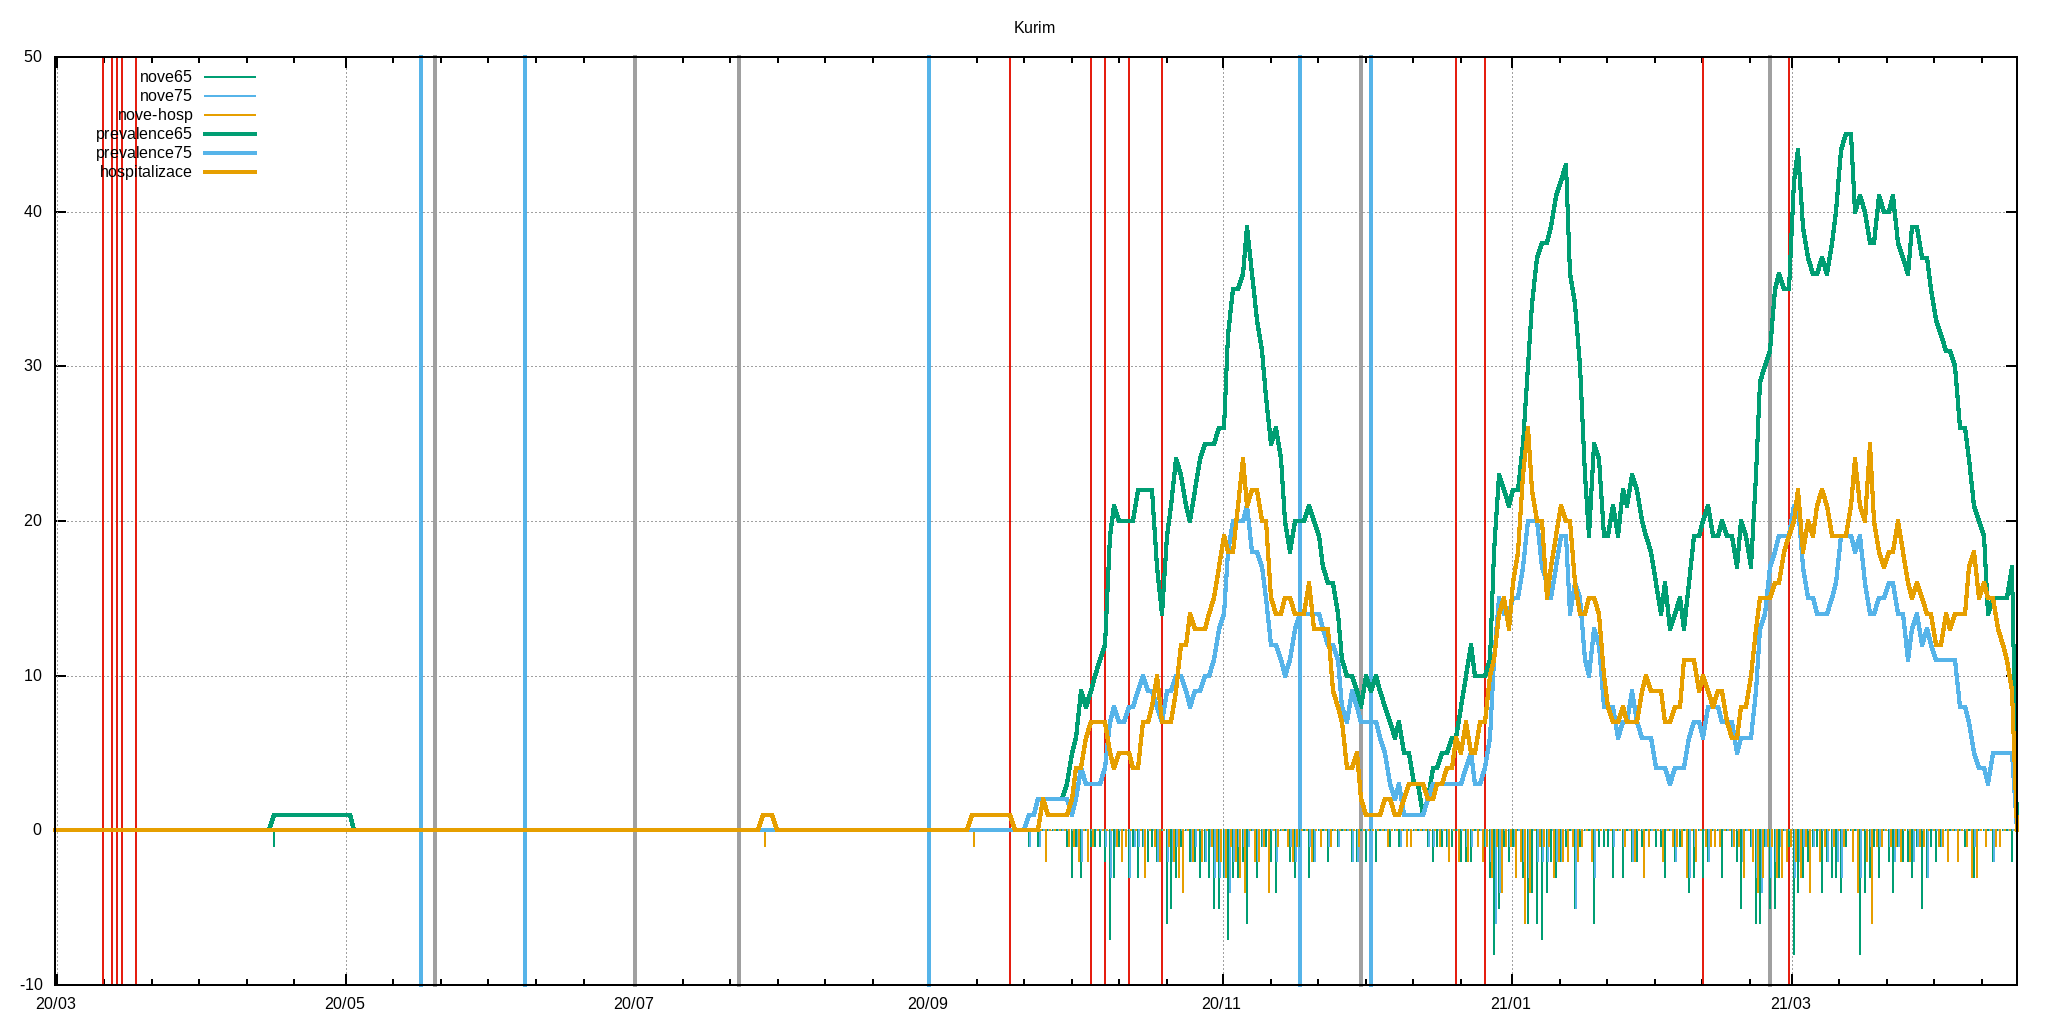 Kurim
50
nove65
nove75
nove-hosp
prevalence65
prevalence75
hospitalizace
40
30
20
10
0
-10
20/03 20/05 20/07 20/09 20/11 21/01 21/03